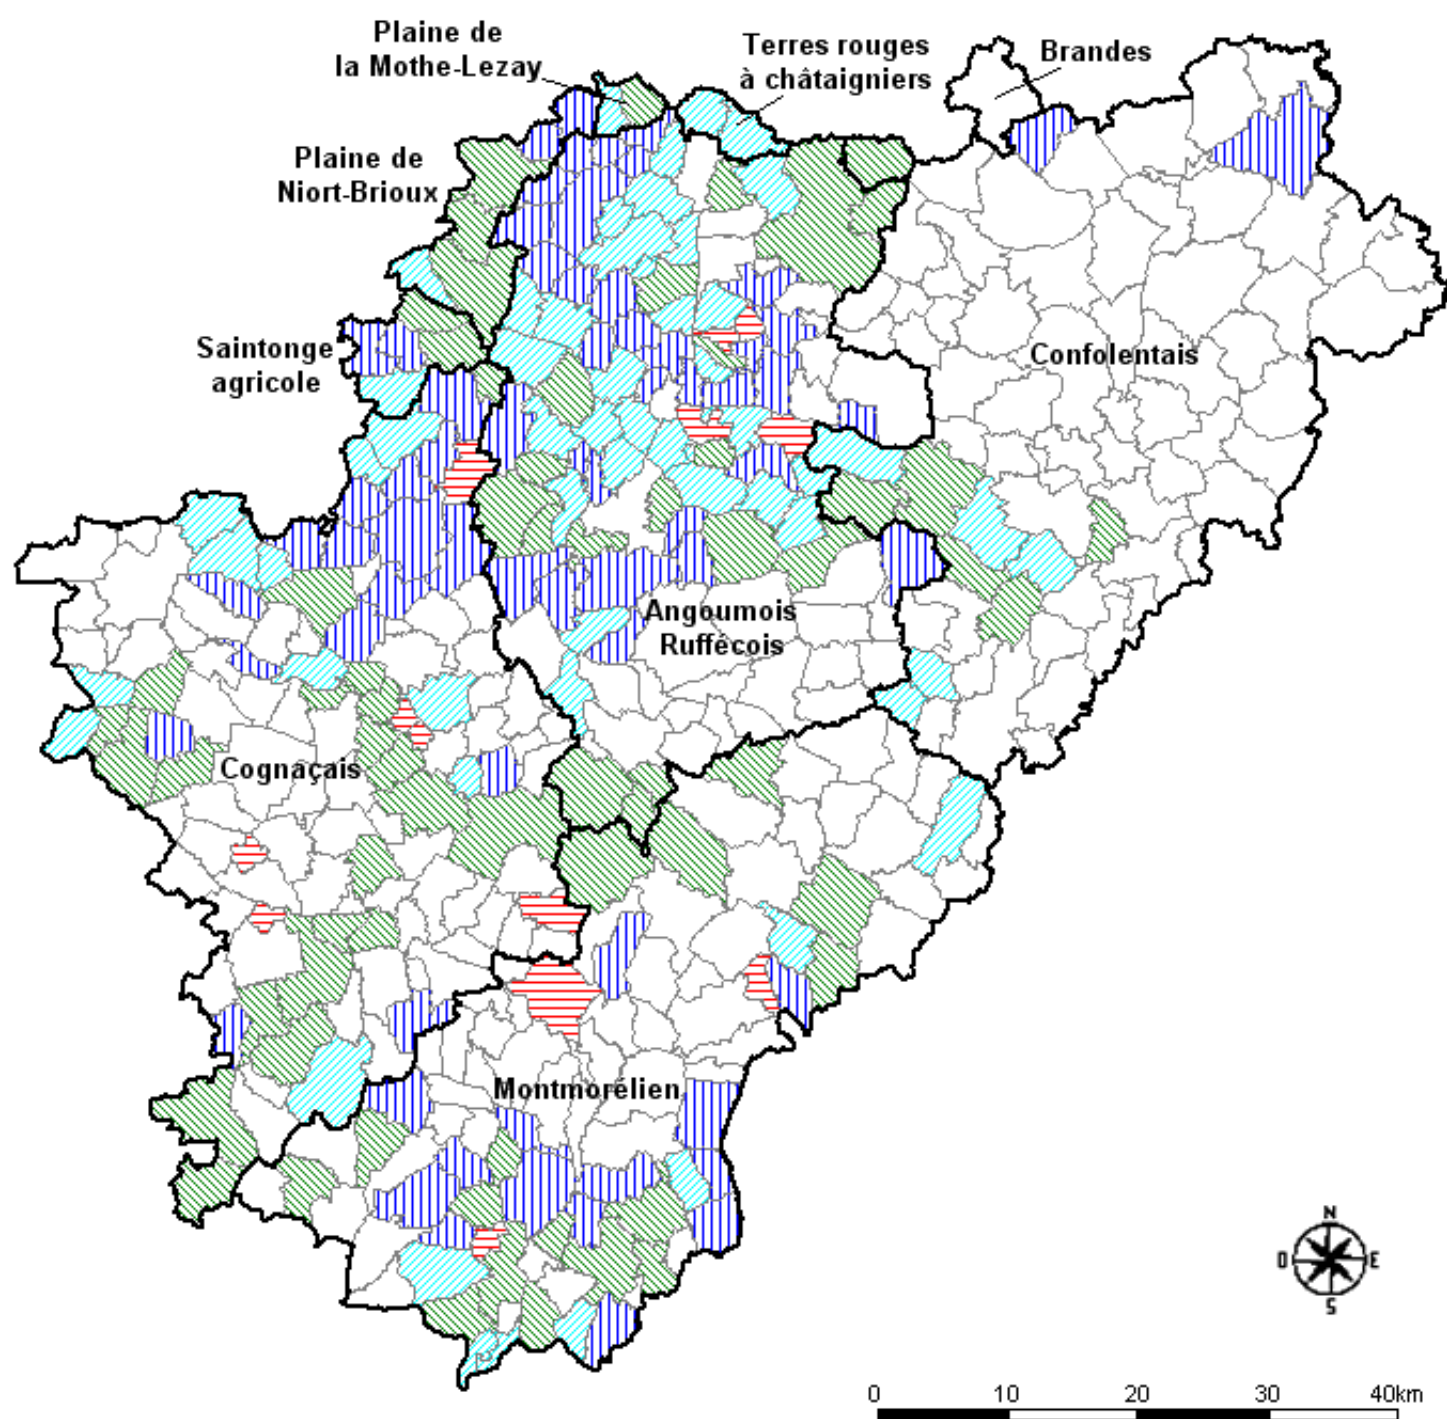 Plaine de
la Mothe-Lezay
Terres rouges
à châtaigniers
Brandes
Plaine de
Niort-Brioux
Saintonge
agricole
Confolentais
Angoumois
Ruffécois
Cognaçais
Montmorélien
N
O
E
S
0
10
20
30
40km